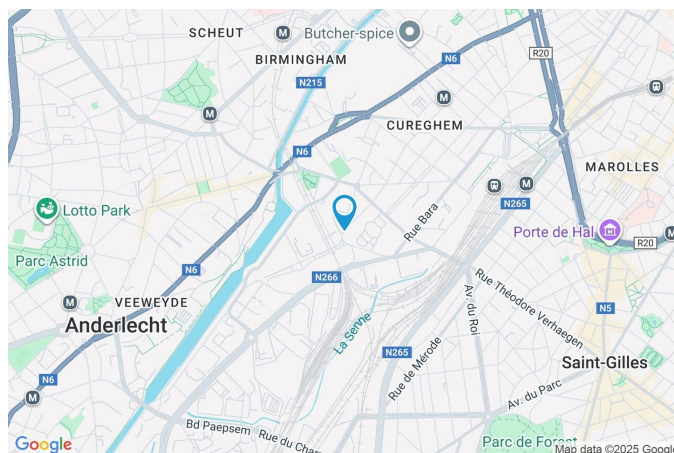 SCHEUT
Butcher-spice
BIRMINGHAM
N6
R20
N215
M
M
CUREGHEM
N6
MAROLLES
M
N265
Lotto Park
Rue Bara
Porte de Hal
M
R20
Parc Astrid
N266
N6
Rue Théodore Verhaegen
M
VEEWEYDE
Av. du Roi
N5
Anderlecht
La Senne
N265
Saint-Gilles
Rue de Mérode
N6
M
Av. du Parc
Bd Paepsem
Rue du Char
Parc de Forest
Google
Map data ©2025 Google